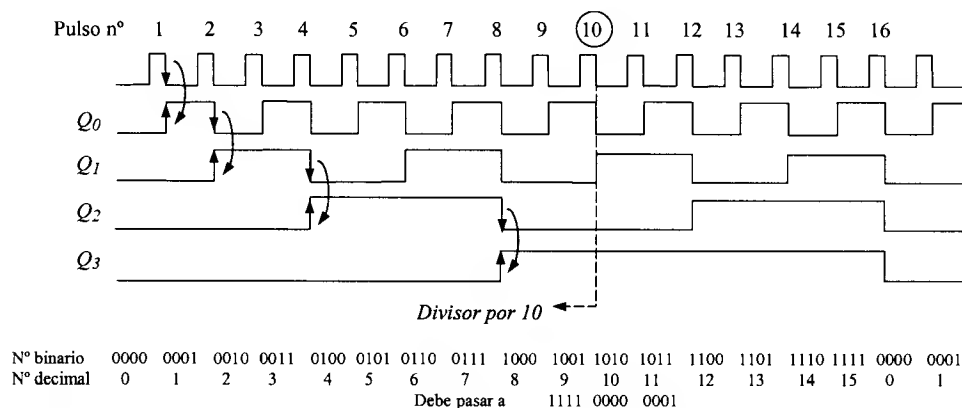 Pulso nº 1 2 3 4 5 6 7 8 9 10 11 12 13 14 15 16
Q0
Q1
Q2
Q3
Divisor por 10
Nº binario 0000 0001 0010 0011 0100 0101 0110 0111 1000 1001 1010 1011 1100 1101 1110 1111 0000 0001
Nº decimal 0 1 2 3 4 5 6 7 8 9 10 11 12 13 14 15 0 1
Debe pasar a 1111 0000 0001